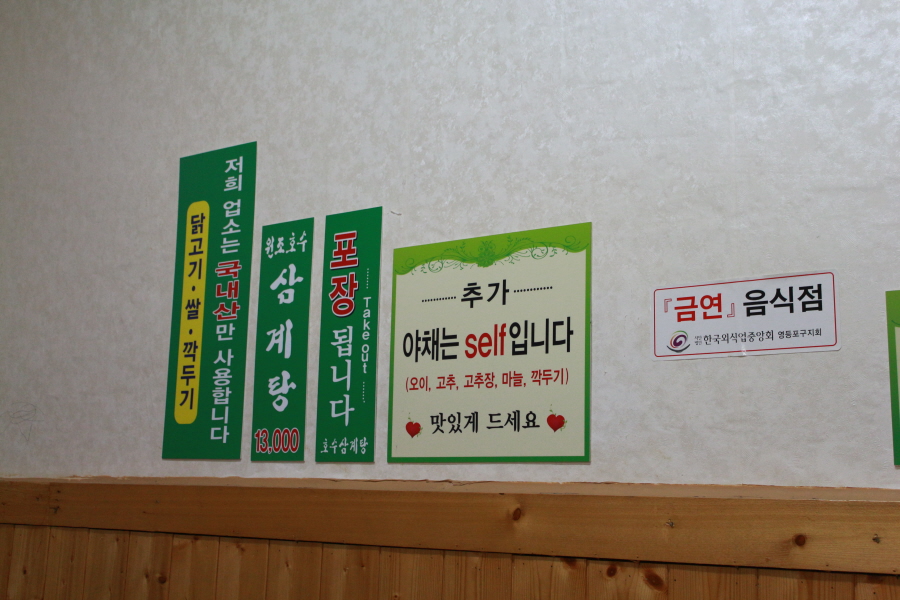 저희 업소는 국내산만 사용합니다
닭고기·쌀·깍두기
원조호수
삼계탕
13,000
포장됩니다
Take out
호수삼계탕
추가
야채는 self입니다
(오이, 고추, 고추장, 마늘, 깍두기)
맛있게 드세요
『금연』 음식점
한국외식업중앙회 영등포구지회